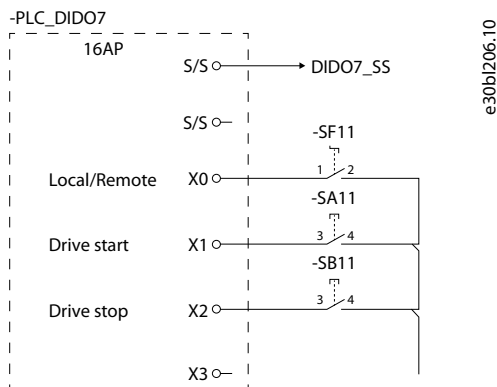 -PLC_DIDO7
16AP
S/S
DIDO7_SS
S/S
-SF11
1 2
Local/Remote X0
-SA11
3 4
Drive start X1
-SB11
3 4
Drive stop X2
X3
e30bl206.10